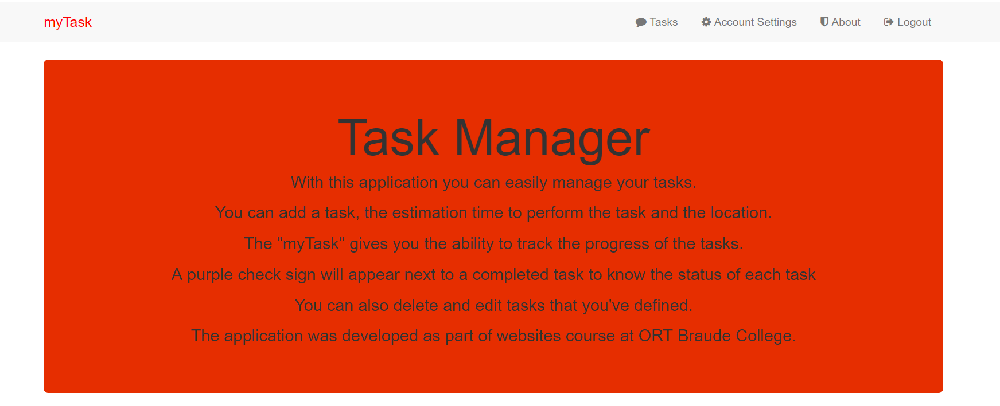 myTask
Tasks
Account Settings
About
Logout
Task Manager
With this application you can easily manage your tasks.
You can add a task, the estimation time to perform the task and the location.
The "myTask" gives you the ability to track the progress of the tasks.
A purple check sign will appear next to a completed task to know the status of each task
You can also delete and edit tasks that you've defined.
The application was developed as part of websites course at ORT Braude College.